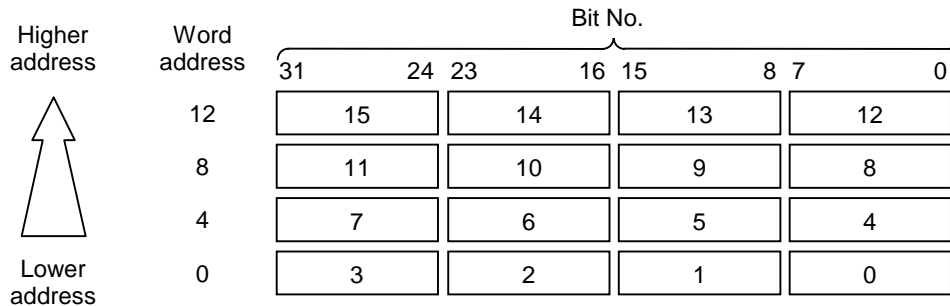 Bit No.
Higher
address
Word
address
31 24 23 16 15 8 7 0
12 15 14 13 12
8 11 10 9 8
4 7 6 5 4
Lower
address
0 3 2 1 0